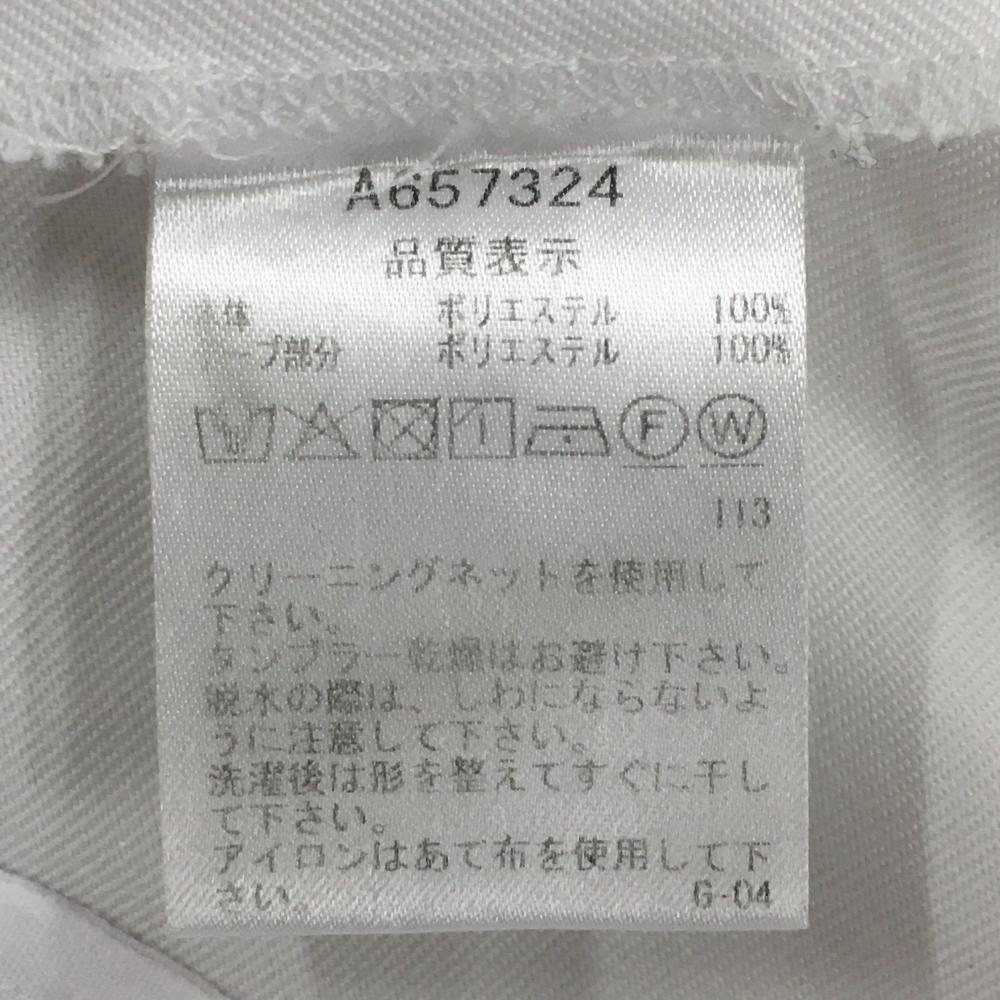 A657324
品質表示
体 ポリエステル 100%
ープ部分 ポリエステル 100%
F W
113
クリーニングネットを使用して
下さい。
タンブラー乾燥はお避け下さい。
脱水の際は、しわにならないよ
うに注意して下さい。
洗濯後は形を整えてすぐに干し
て下さい。
アイロンはあて布を使用して下
さい。 G-04